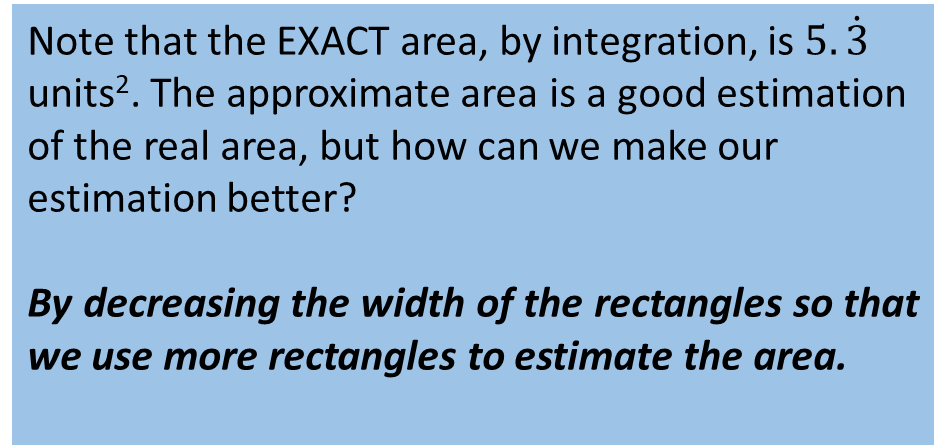 Note that the EXACT area, by integration, is 5.3̇
units². The approximate area is a good estimation
of the real area, but how can we make our
estimation better?
By decreasing the width of the rectangles so that
we use more rectangles to estimate the area.